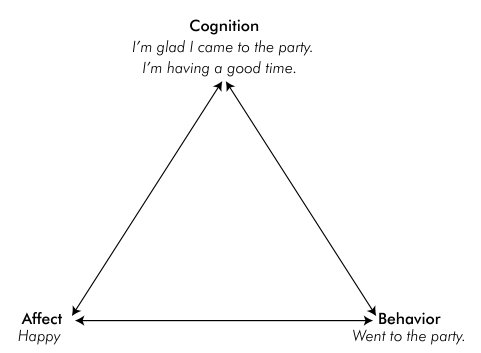 Cognition
I'm glad I came to the party.
I'm having a good time.
Affect
Happy
Behavior
Went to the party.